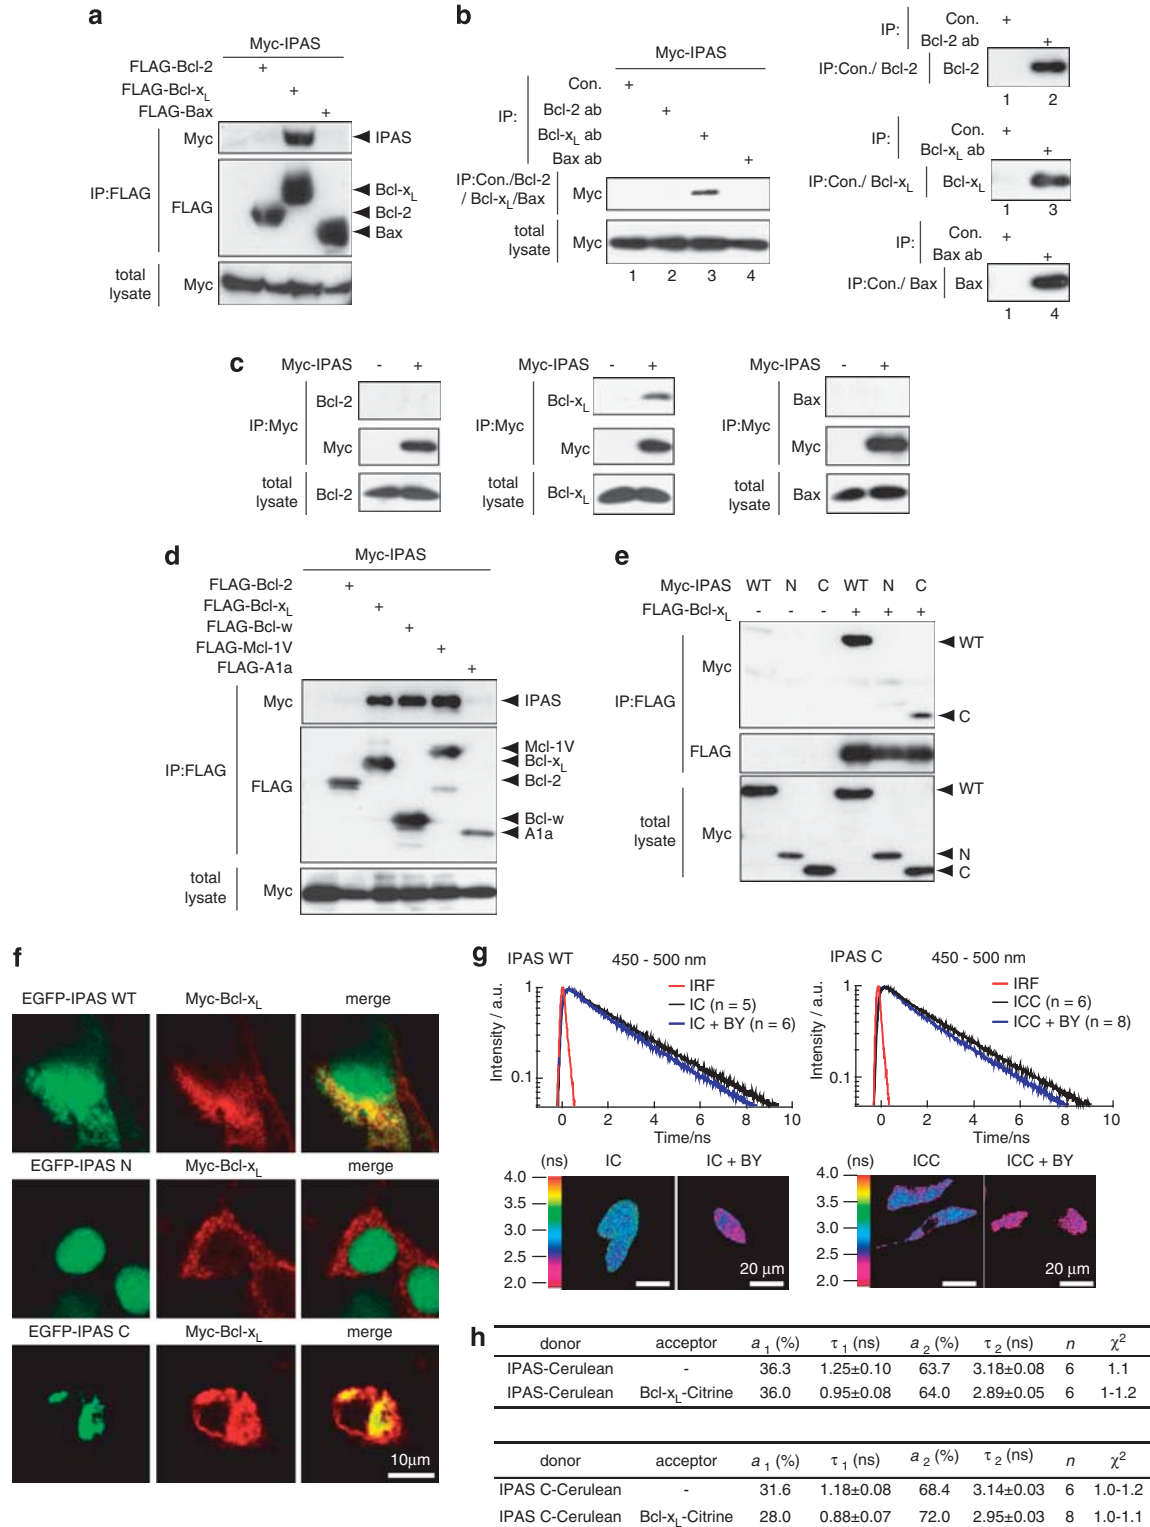 a
Myc-IPAS
FLAG-Bcl-2 +
FLAG-Bcl-xL +
FLAG-Bax +
IP:FLAG
Myc
IPAS
FLAG
Bcl-xL
Bcl-2
Bax
total lysate
Myc
b
Myc-IPAS
IP:
Con. +
Bcl-2 ab +
Bcl-xL ab +
Bax ab +
IP:Con./Bcl-2
/ Bcl-xL/Bax
Myc
total lysate
Myc
1 2 3 4
IP:
Con. +
Bcl-2 ab +
IP:Con./ Bcl-2
Bcl-2
1 2
IP:
Con. +
Bcl-xL ab +
IP:Con./ Bcl-xL
Bcl-xL
1 3
IP:
Con. +
Bax ab +
IP:Con./ Bax
Bax
1 4
c
Myc-IPAS - +
IP:Myc
Bcl-2
Myc
total lysate
Bcl-2
Myc-IPAS - +
IP:Myc
Bcl-xL
Myc
total lysate
Bcl-xL
Myc-IPAS - +
IP:Myc
Bax
Myc
total lysate
Bax
d
Myc-IPAS
FLAG-Bcl-2 +
FLAG-Bcl-xL +
FLAG-Bcl-w +
FLAG-Mcl-1V +
FLAG-A1a +
IP:FLAG
Myc
IPAS
FLAG
Mcl-1V
Bcl-xL
Bcl-2
Bcl-w
A1a
total lysate
Myc
e
Myc-IPAS WT N C WT N C
FLAG-Bcl-xL - - - + + +
IP:FLAG
Myc
WT
C
FLAG
total lysate
Myc
WT
N
C
f
EGFP-IPAS WT Myc-Bcl-xL merge
EGFP-IPAS N Myc-Bcl-xL merge
EGFP-IPAS C Myc-Bcl-xL merge
10µm
g
IPAS WT 450 - 500 nm
IRF
IC (n = 5)
IC + BY (n = 6)
Intensity / a.u.
1
0.1
0 2 4 6 8 10
Time/ns
IPAS C 450 - 500 nm
IRF
ICC (n = 6)
ICC + BY (n = 8)
Intensity / a.u.
1
0.1
0 2 4 6 8 10
Time/ns
(ns) IC IC + BY
4.0
3.5
3.0
2.5
2.0
20 µm
(ns) ICC ICC + BY
4.0
3.5
3.0
2.5
2.0
20 µm
h
donor acceptor a 1 (%) τ 1 (ns) a 2 (%) τ 2 (ns) n χ2
IPAS-Cerulean - 36.3 1.25±0.10 63.7 3.18±0.08 6 1.1
IPAS-Cerulean Bcl-xL-Citrine 36.0 0.95±0.08 64.0 2.89±0.05 6 1-1.2
donor acceptor a 1 (%) τ 1 (ns) a 2 (%) τ 2 (ns) n χ2
IPAS C-Cerulean - 31.6 1.18±0.08 68.4 3.14±0.03 6 1.0-1.2
IPAS C-Cerulean Bcl-xL-Citrine 28.0 0.88±0.07 72.0 2.95±0.03 8 1.0-1.1